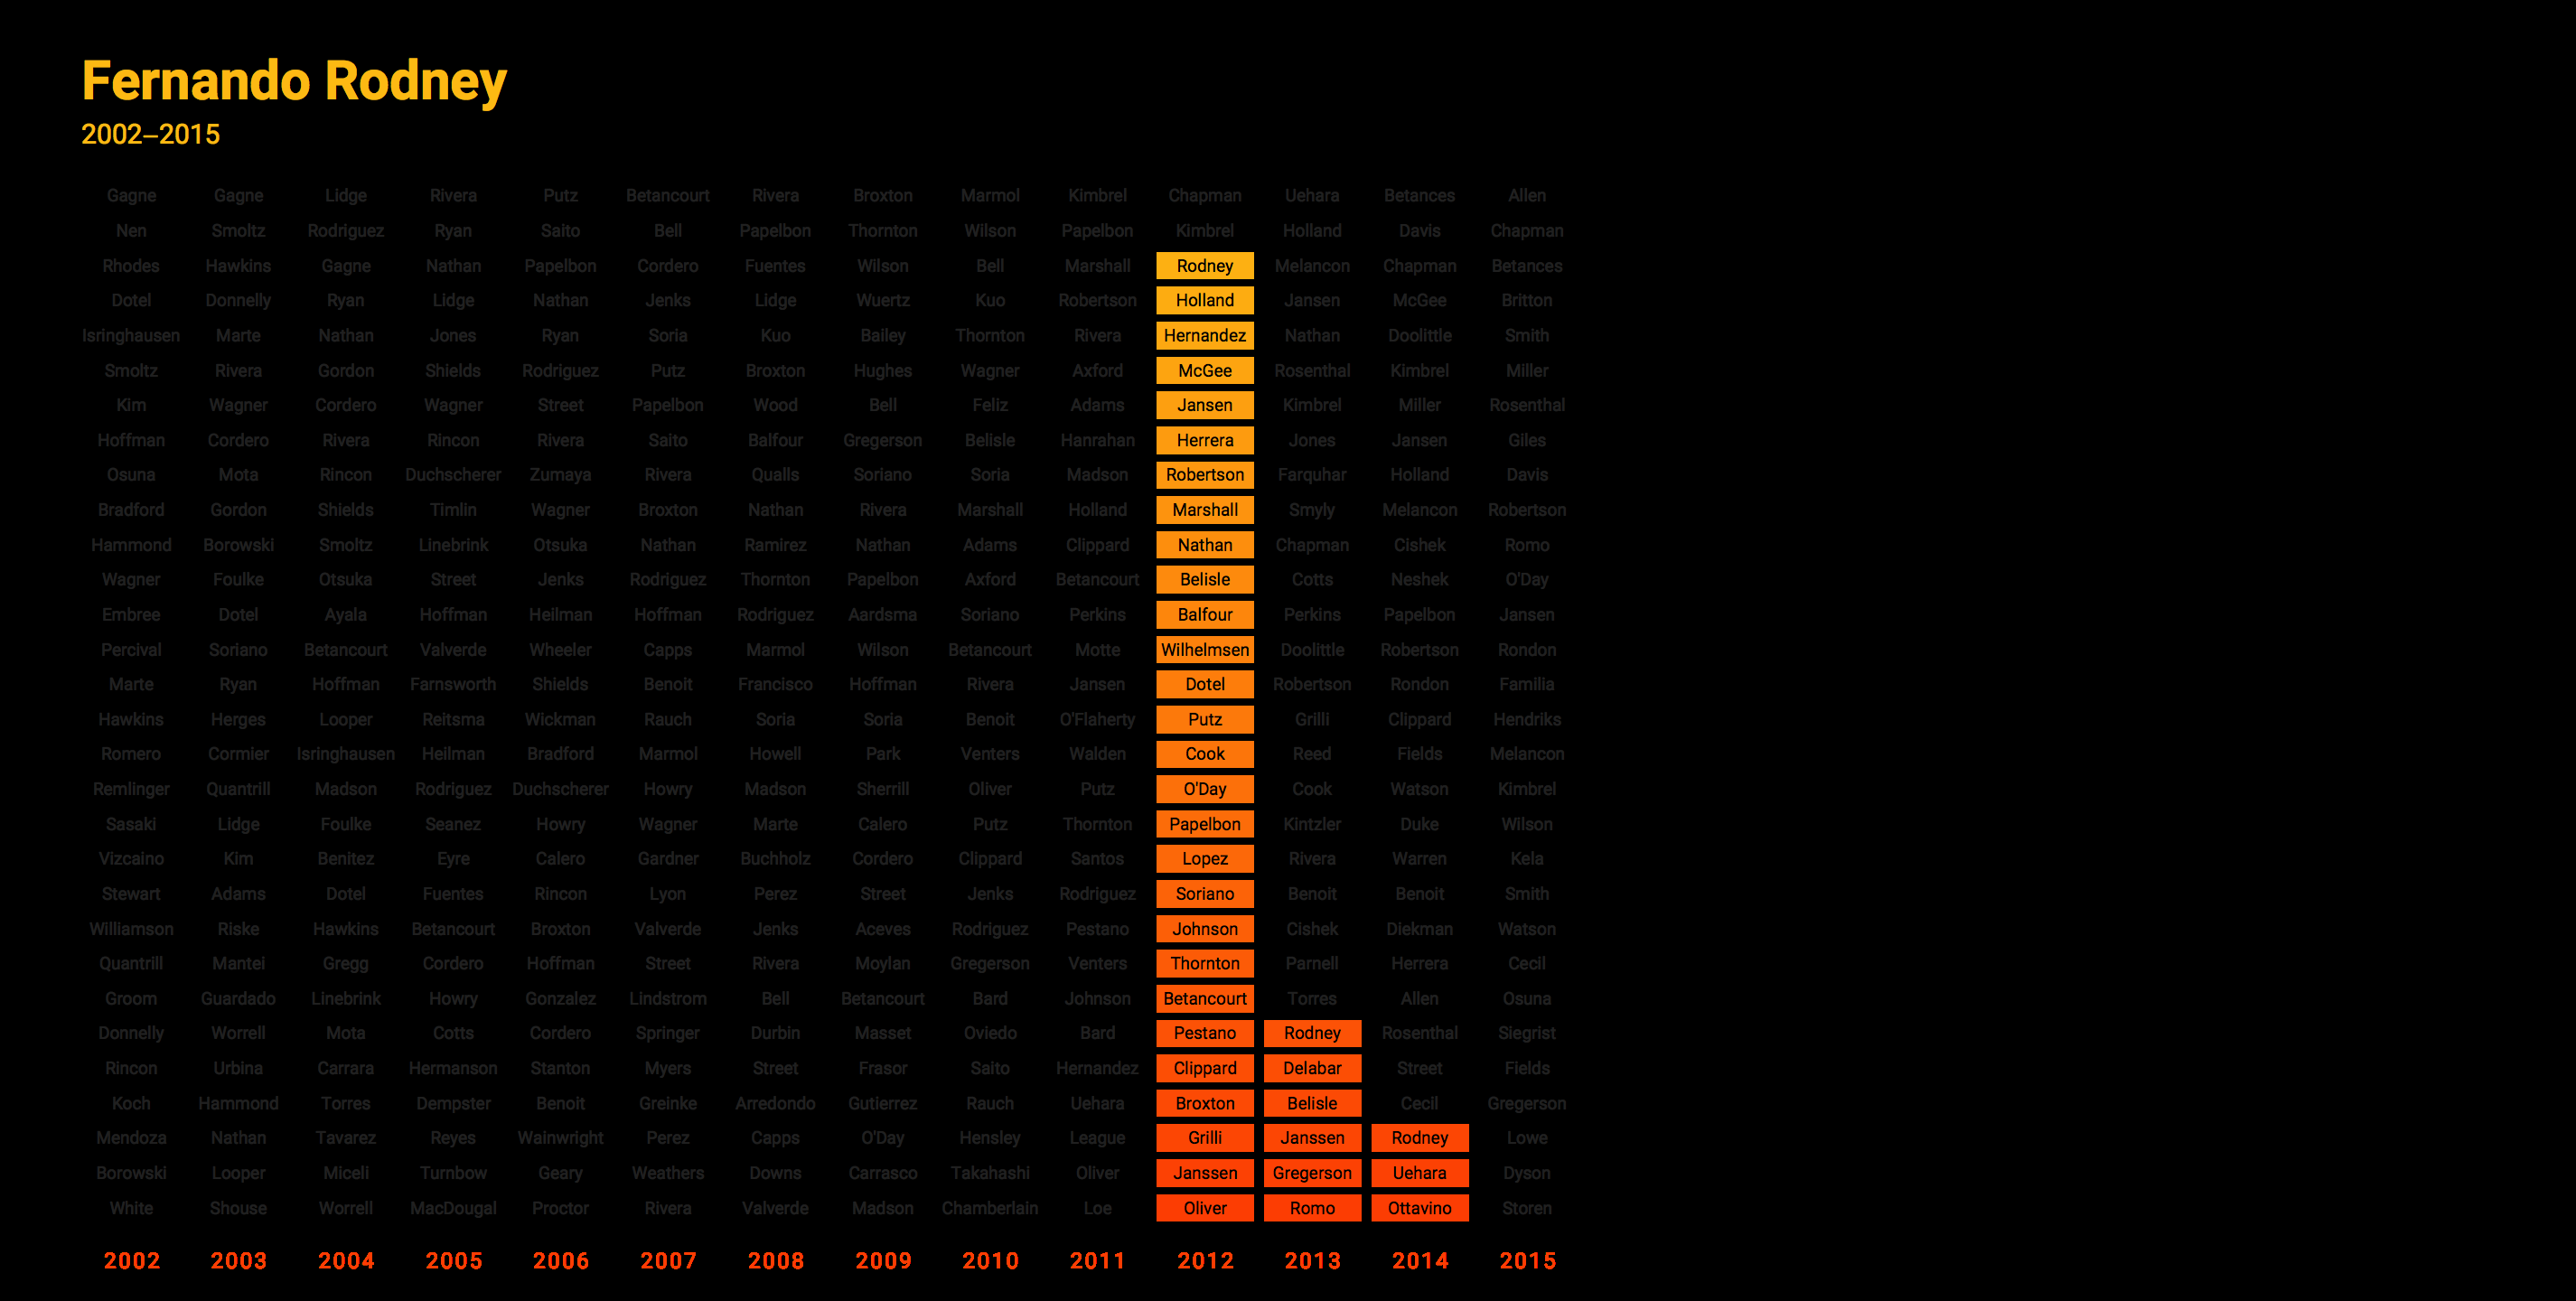 Fernando Rodney
2002–2015
Gagne Gagne Lidge Rivera Putz Betancourt Rivera Broxton Marmol Kimbrel Chapman Uehara Betances Allen
Nen Smoltz Rodriguez Ryan Saito Bell Papelbon Thornton Wilson Papelbon Kimbrel Holland Davis Chapman
Rhodes Hawkins Gagne Nathan Papelbon Cordero Fuentes Wilson Bell Marshall Rodney Melancon Chapman Betances
Dotel Donnelly Ryan Lidge Nathan Jenks Lidge Wuertz Kuo Robertson Holland Jansen McGee Britton
Isringhausen Marte Nathan Jones Ryan Soria Kuo Bailey Thornton Rivera Hernandez Nathan Doolittle Smith
Smoltz Rivera Gordon Shields Rodriguez Putz Broxton Hughes Wagner Axford McGee Rosenthal Kimbrel Miller
Kim Wagner Cordero Wagner Street Papelbon Wood Bell Feliz Adams Jansen Kimbrel Miller Rosenthal
Hoffman Cordero Rivera Rincon Rivera Saito Balfour Gregerson Belisle Hanrahan Herrera Jones Jansen Giles
Osuna Mota Rincon Duchscherer Zumaya Rivera Qualls Soriano Soria Madson Robertson Farquhar Holland Davis
Bradford Gordon Shields Timlin Wagner Broxton Nathan Rivera Marshall Holland Marshall Smyly Melancon Robertson
Hammond Borowski Smoltz Linebrink Otsuka Nathan Ramirez Nathan Adams Clippard Nathan Chapman Cishek Romo
Wagner Foulke Otsuka Street Jenks Rodriguez Thornton Papelbon Axford Betancourt Belisle Cotts Neshek O'Day
Embree Dotel Ayala Hoffman Heilman Hoffman Rodriguez Aardsma Soriano Perkins Balfour Perkins Papelbon Jansen
Percival Soriano Betancourt Valverde Wheeler Capps Marmol Wilson Betancourt Motte Wilhelmsen Doolittle Robertson Rondon
Marte Ryan Hoffman Farnsworth Shields Benoit Francisco Hoffman Rivera Jansen Dotel Robertson Rondon Familia
Hawkins Herges Looper Reitsma Wickman Rauch Soria Soria Benoit O'Flaherty Putz Grilli Clippard Hendriks
Romero Cormier Isringhausen Heilman Bradford Marmol Howell Park Venters Walden Cook Reed Fields Melancon
Remlinger Quantrill Madson Rodriguez Duchscherer Howry Madson Sherrill Oliver Putz O'Day Cook Watson Kimbrel
Sasaki Lidge Foulke Seanez Howry Wagner Marte Calero Putz Thornton Papelbon Kintzler Duke Wilson
Vizcaino Kim Benitez Eyre Calero Gardner Buchholz Cordero Clippard Santos Lopez Rivera Warren Kela
Stewart Adams Dotel Fuentes Rincon Lyon Perez Street Jenks Rodriguez Soriano Benoit Benoit Smith
Williamson Riske Hawkins Betancourt Broxton Valverde Jenks Aceves Rodriguez Pestano Johnson Cishek Diekman Watson
Quantrill Mantei Gregg Cordero Hoffman Street Rivera Moylan Gregerson Venters Thornton Parnell Herrera Cecil
Groom Guardado Linebrink Howry Gonzalez Lindstrom Bell Betancourt Bard Johnson Betancourt Torres Allen Osuna
Donnelly Worrell Mota Cotts Cordero Springer Durbin Masset Oviedo Bard Pestano Rodney Rosenthal Siegrist
Rincon Urbina Carrara Hermanson Stanton Myers Street Frasor Saito Hernandez Clippard Delabar Street Fields
Koch Hammond Torres Dempster Benoit Greinke Arredondo Gutierrez Rauch Uehara Broxton Belisle Cecil Gregerson
Mendoza Nathan Tavarez Reyes Wainwright Perez Capps O'Day Hensley League Grilli Janssen Rodney Lowe
Borowski Looper Miceli Turnbow Geary Weathers Downs Carrasco Takahashi Oliver Janssen Gregerson Uehara Dyson
White Shouse Worrell MacDougal Proctor Rivera Valverde Madson Chamberlain Loe Oliver Romo Ottavino Storen
2002 2003 2004 2005 2006 2007 2008 2009 2010 2011 2012 2013 2014 2015